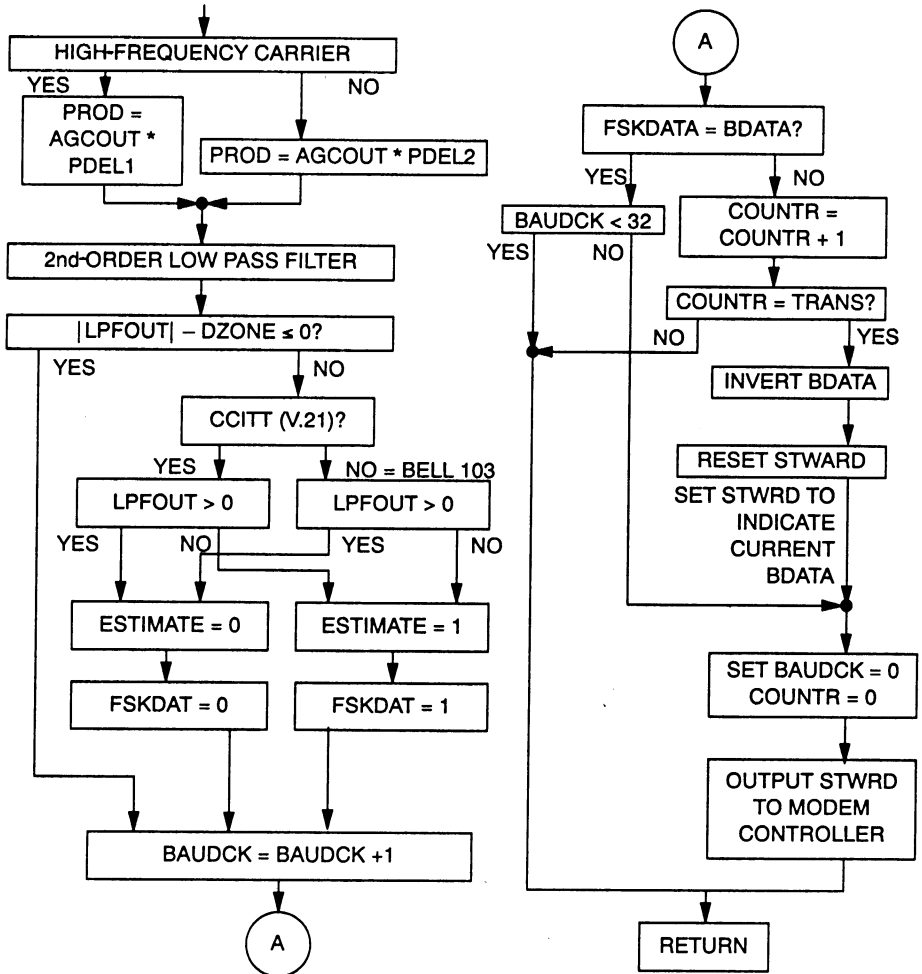 HIGH-FREQUENCY CARRIER
YES
NO
PROD =
AGCOUT *
PDEL1
PROD = AGCOUT * PDEL2
2nd-ORDER LOW PASS FILTER
|LPFOUT| – DZONE ≤ 0?
YES
NO
CCITT (V.21)?
YES
NO = BELL 103
LPFOUT > 0
LPFOUT > 0
YES
NO
YES
NO
ESTIMATE = 0
ESTIMATE = 1
FSKDAT = 0
FSKDAT = 1
BAUDCK = BAUDCK +1
A
A
FSKDATA = BDATA?
YES
NO
BAUDCK < 32
COUNTR =
COUNTR + 1
YES
NO
COUNTR = TRANS?
NO
YES
INVERT BDATA
RESET STWARD
SET STWRD TO
INDICATE
CURRENT
BDATA
SET BAUDCK = 0
COUNTR = 0
OUTPUT STWRD
TO MODEM
CONTROLLER
RETURN